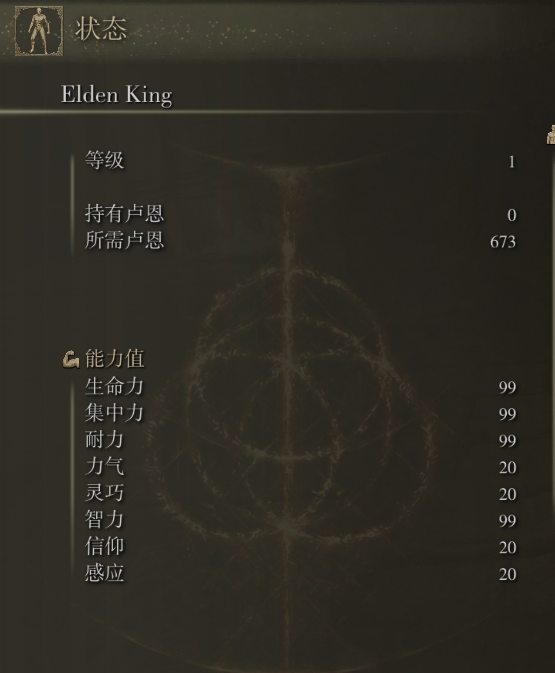 状态
Elden King
等级 1
持有卢恩 0
所需卢恩 673
能力值
生命力 99
集中力 99
耐力 99
力气 20
灵巧 20
智力 99
信仰 20
感应 20